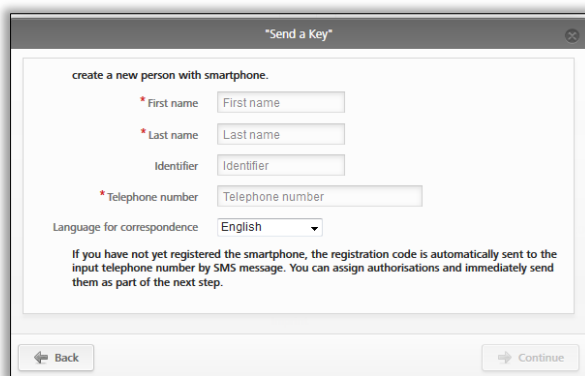 "Send a Key"
create a new person with smartphone.
* First name First name
* Last name Last name
Identifier Identifier
* Telephone number Telephone number
Language for correspondence English
If you have not yet registered the smartphone, the registration code is automatically sent to the
input telephone number by SMS message. You can assign authorisations and immediately send
them as part of the next step.
Back Continue